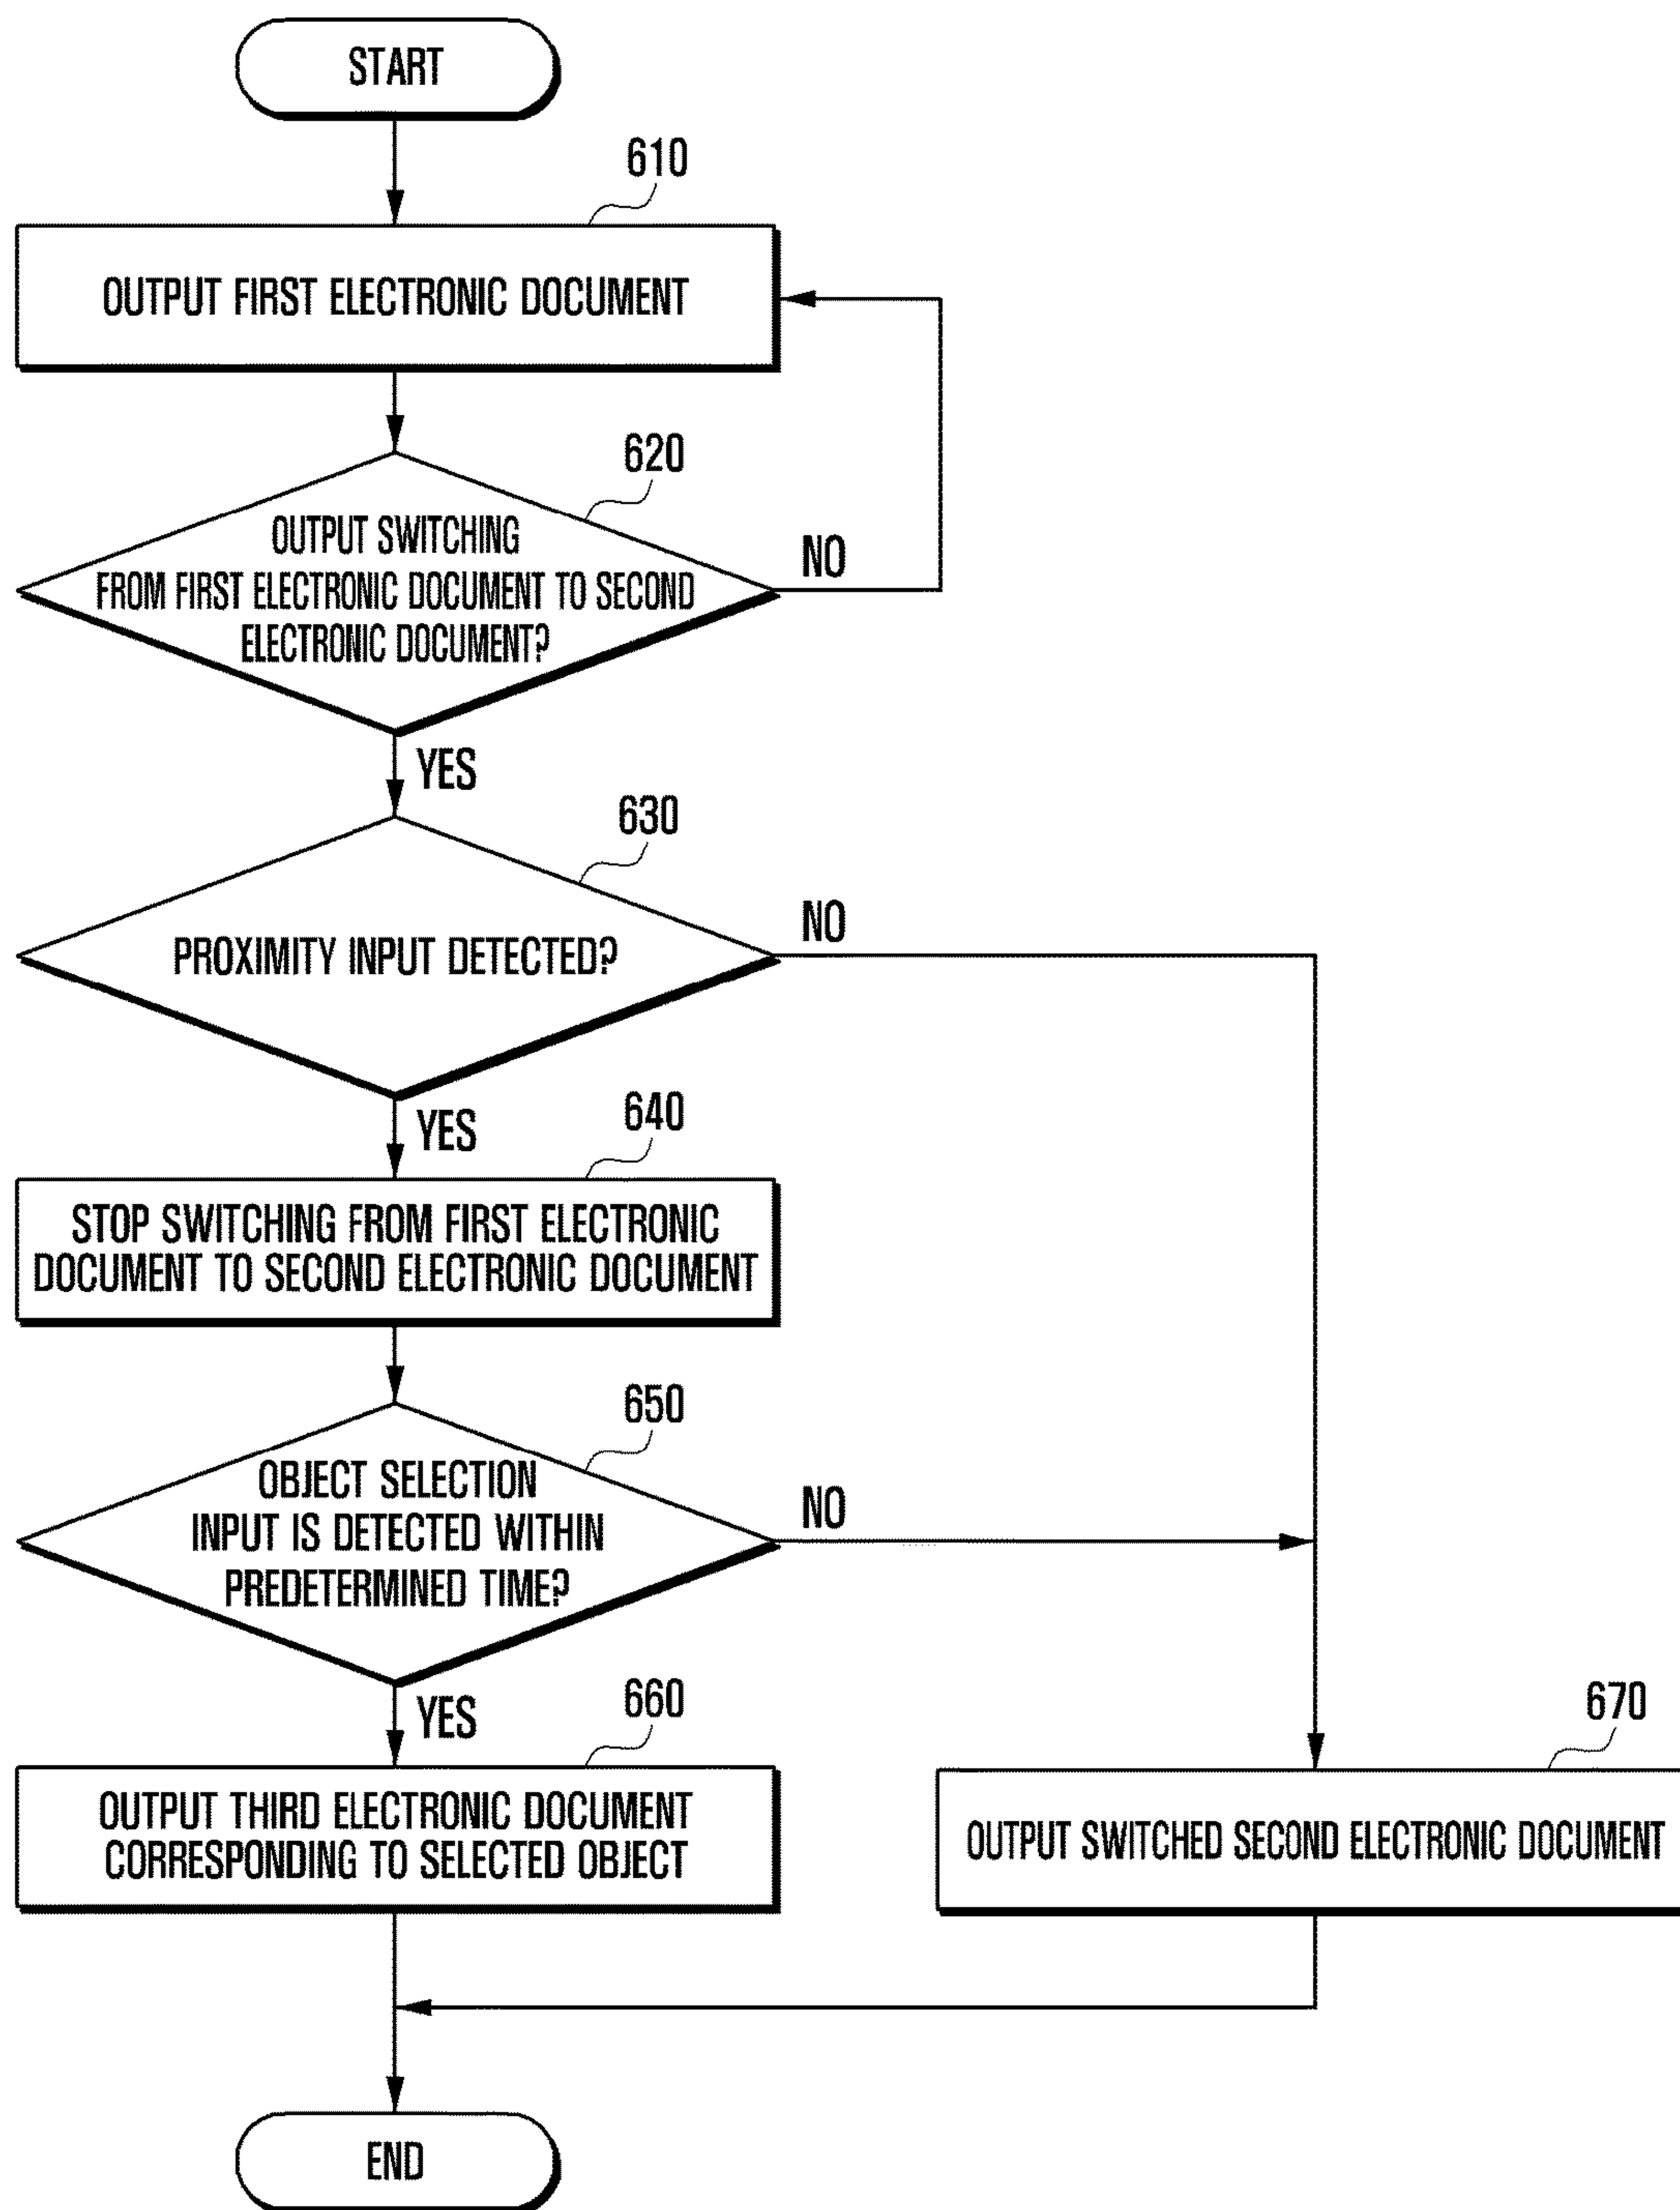 START
610
OUTPUT FIRST ELECTRONIC DOCUMENT
620
OUTPUT SWITCHING
FROM FIRST ELECTRONIC DOCUMENT TO SECOND
ELECTRONIC DOCUMENT?
NO
YES
630
PROXIMITY INPUT DETECTED?
NO
YES
640
STOP SWITCHING FROM FIRST ELECTRONIC
DOCUMENT TO SECOND ELECTRONIC DOCUMENT
650
OBJECT SELECTION
INPUT IS DETECTED WITHIN
PREDETERMINED TIME?
NO
YES
660
OUTPUT THIRD ELECTRONIC DOCUMENT
CORRESPONDING TO SELECTED OBJECT
670
OUTPUT SWITCHED SECOND ELECTRONIC DOCUMENT
END